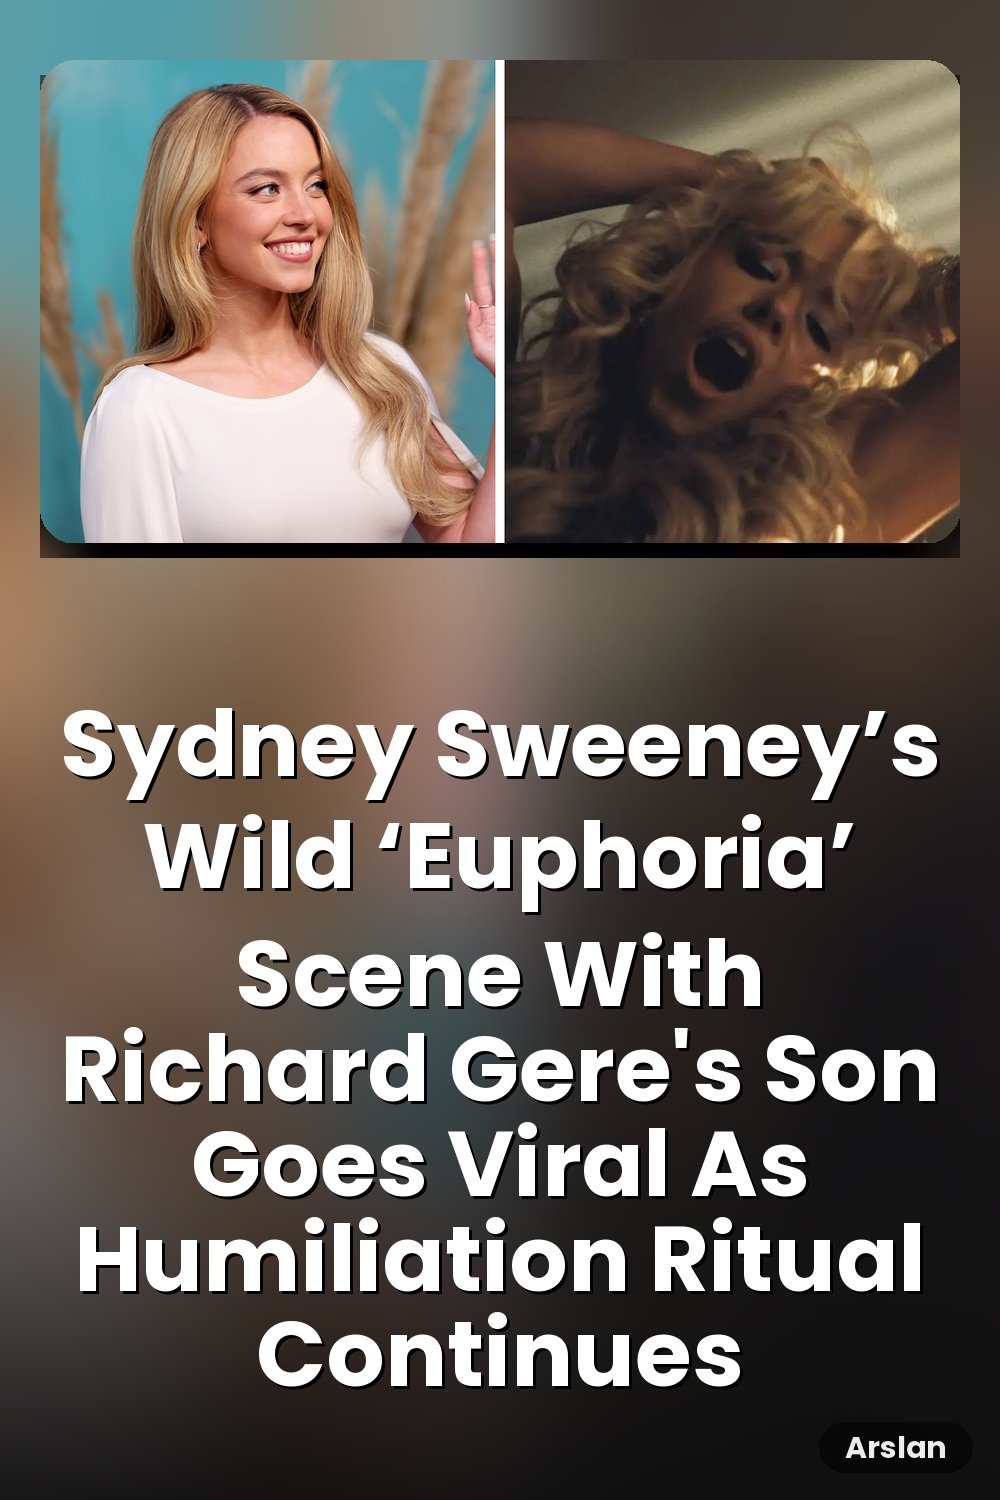 Sydney Sweeney’s
Wild ‘Euphoria’
Scene With
Richard Gere's Son
Goes Viral As
Humiliation Ritual
Continues
Arslan